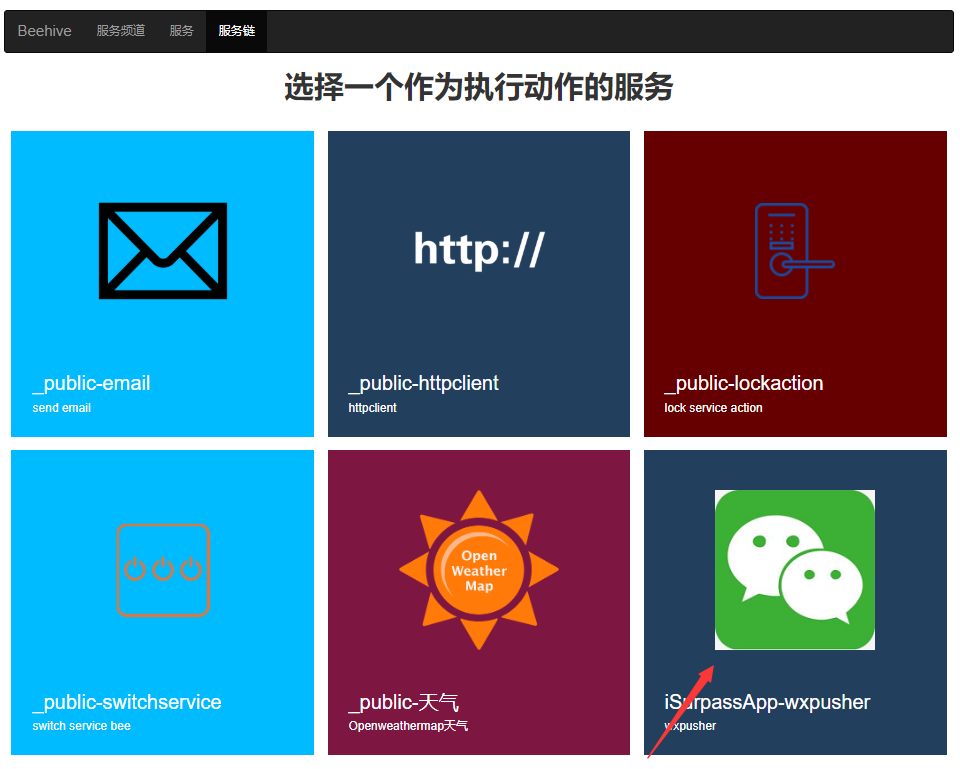 Beehive 服务频道 服务 服务链
选择一个作为执行动作的服务
http://
_public-email
send email
_public-httpclient
httpclient
_public-lockaction
lock service action
Open
Weather
Map
_public-switchservice
switch service bee
_public-天气
Openweathermap天气
iSurpassApp-wxpusher
wxpusher